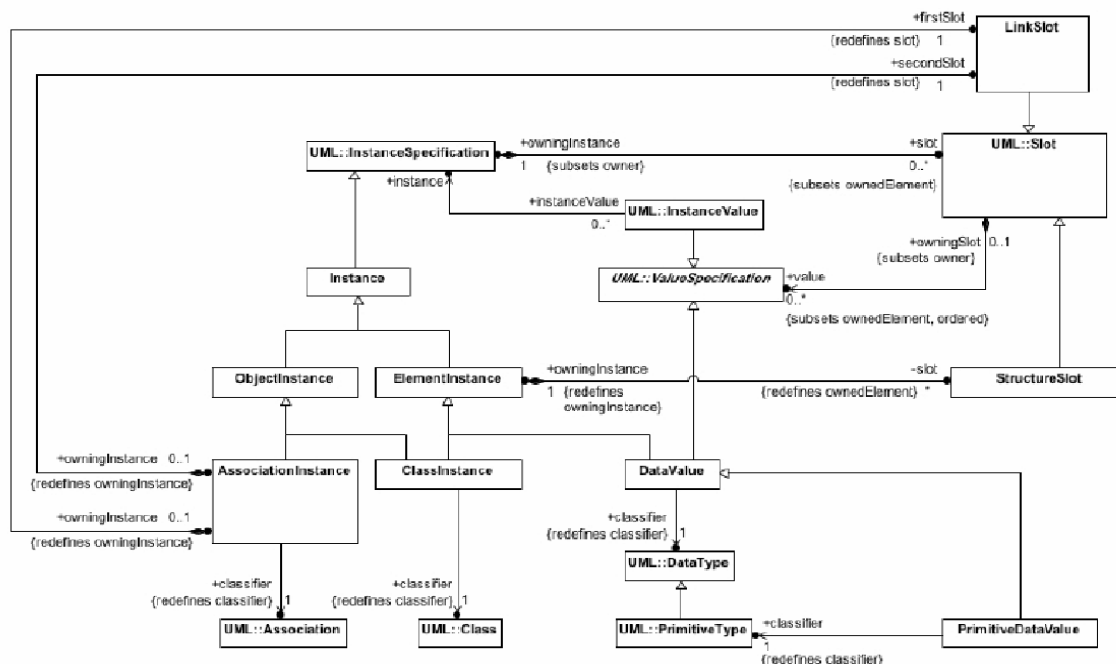 +firstSlot
{redefines slot} 1
LinkSlot
+secondSlot
{redefines slot} 1
UML::InstanceSpecification
+owningInstance
1 {subsets owner}
+slot
0..*
{subsets ownedElement}
UML::Slot
+instance
+instanceValue
0..*
UML::InstanceValue
+owningSlot 0..1
{subsets owner}
Instance
UML::ValueSpecification
+value
0..*
{subsets ownedElement, ordered}
ObjectInstance
ElementInstance
+owningInstance
1 {redefines
owningInstance}
-slot
{redefines ownedElement} *
StructureSlot
+owningInstance 0..1
{redefines owningInstance}
AssociationInstance
ClassInstance
DataValue
+owningInstance 0..1
{redefines owningInstance}
+classifier
{redefines classifier} 1
UML::DataType
+classifier
{redefines classifier} 1
+classifier
{redefines classifier} 1
UML::Association
UML::Class
UML::PrimitiveType
+classifier
1
{redefines classifier}
PrimitiveDataValue